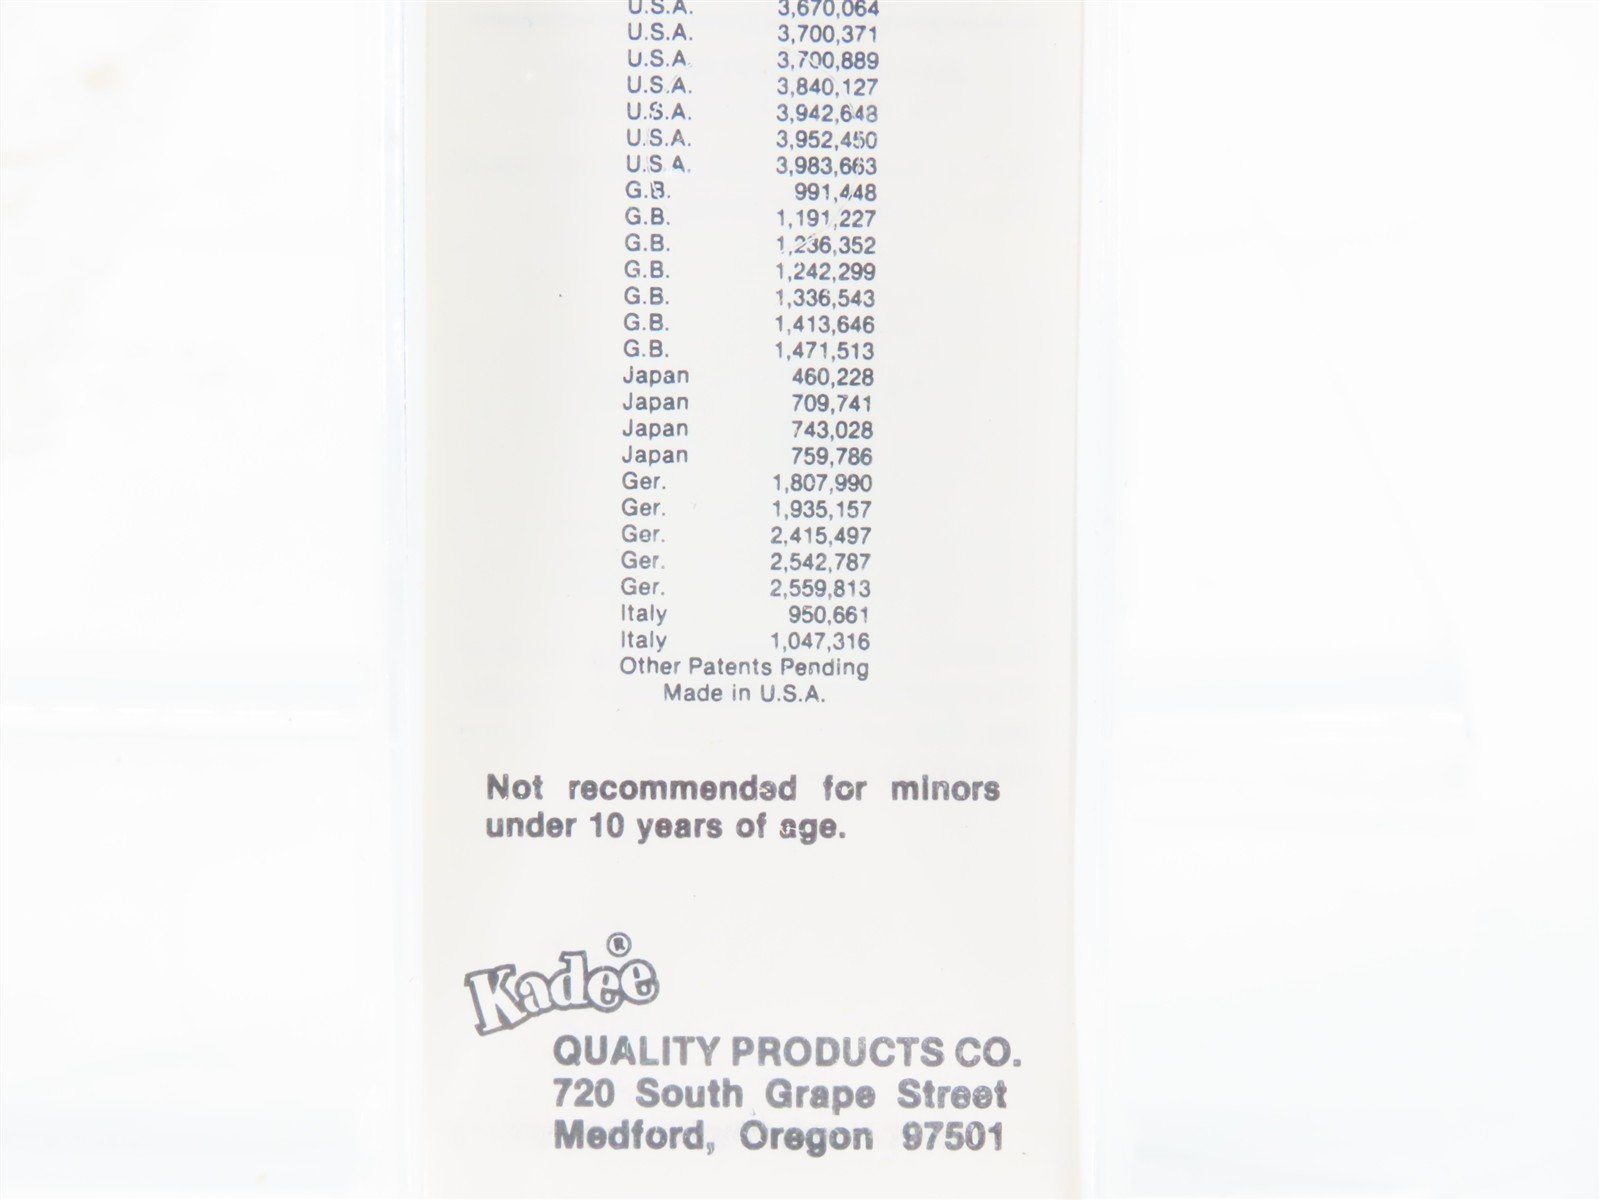 U.S.A. 3,670,064
U.S.A. 3,700,371
U.S.A. 3,700,889
U.S.A. 3,840,127
U.S.A. 3,942,648
U.S.A. 3,952,450
U.S.A. 3,983,663
G.B. 991,448
G.B. 1,191,227
G.B. 1,236,352
G.B. 1,242,299
G.B. 1,336,543
G.B. 1,413,646
G.B. 1,471,513
Japan 460,228
Japan 709,741
Japan 743,028
Japan 759,786
Ger. 1,807,990
Ger. 1,935,157
Ger. 2,415,497
Ger. 2,542,787
Ger. 2,559,813
Italy 950,661
Italy 1,047,316
Other Patents Pending
Made in U.S.A.
Not recommended for minors
under 10 years of age.
Kadee®
QUALITY PRODUCTS CO.
720 South Grape Street
Medford, Oregon 97501